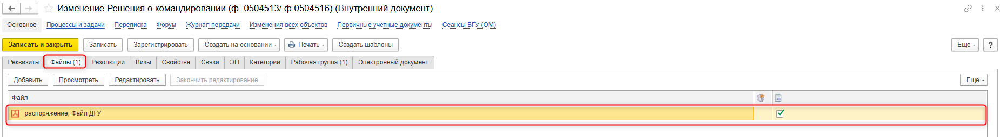 Изменение Решения о командировании (ф. 0504513/ ф.0504516) (Внутренний документ)
Основное Процессы и задачи Переписка Форум Журнал передачи Изменения всех объектов Первичные учетные документы Сеансы БГУ (ОМ)
Записать и закрыть Записать Зарегистрировать Создать на основании Печать Создать шаблоны Еще ?
Реквизиты Файлы (1) Резолюции Визы Свойства Связи ЭП Категории Рабочая группа (1) Электронный документ
Добавить Просмотреть Редактировать Закончить редактирование Еще
Файл
распоряжение, Файл ДГУ